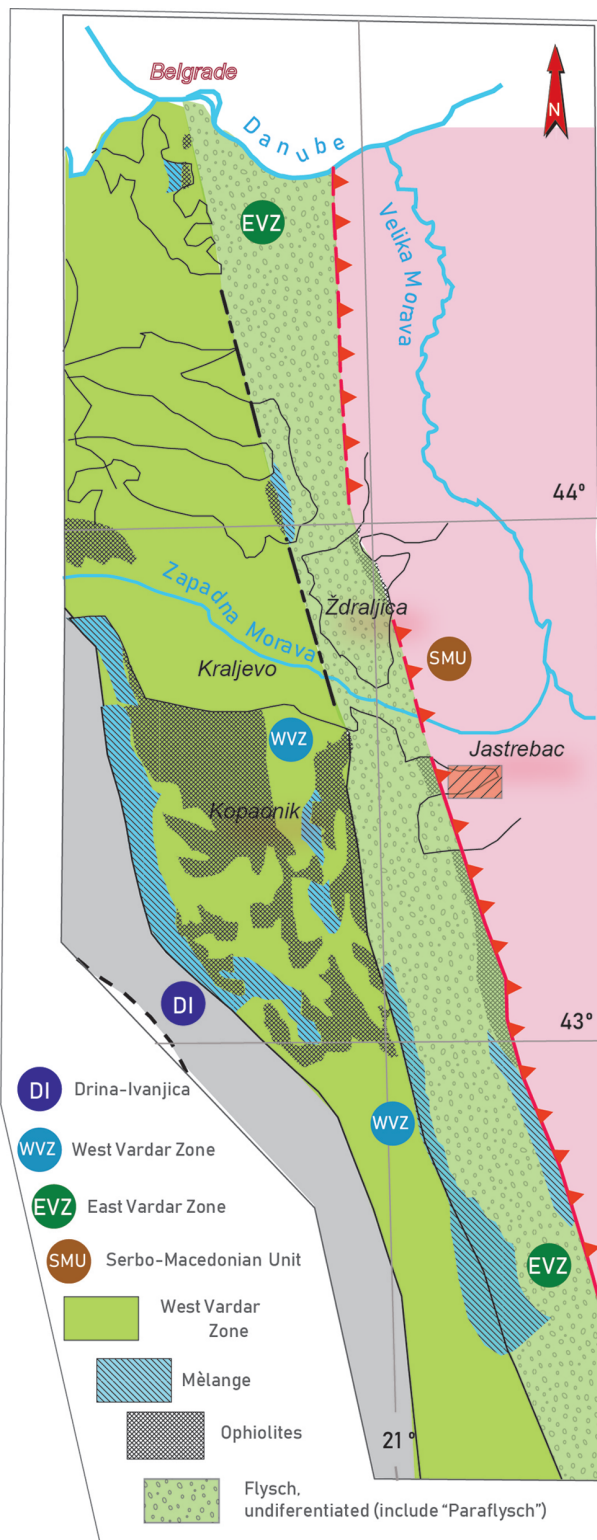 Belgrade
N
Danube
EVZ
Velika Morava
44°
Zapadna Morava
Ždraljica
SMU
Kraljevo
WVZ
Jastrebac
Kopaonik
DI
43°
DI Drina-Ivanjica
WVZ
WVZ West Vardar Zone
EVZ East Vardar Zone
EVZ
SMU Serbo-Macedonian Unit
West Vardar
Zone
Mèlange
Ophiolites
21°
Flysch,
undiferentiated (include “Paraflysch”)